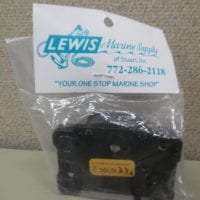 LEWIS Marine Supply
of Stuart, Inc.
772-286-2118
"YOUR ONE STOP MARINE SHOP"